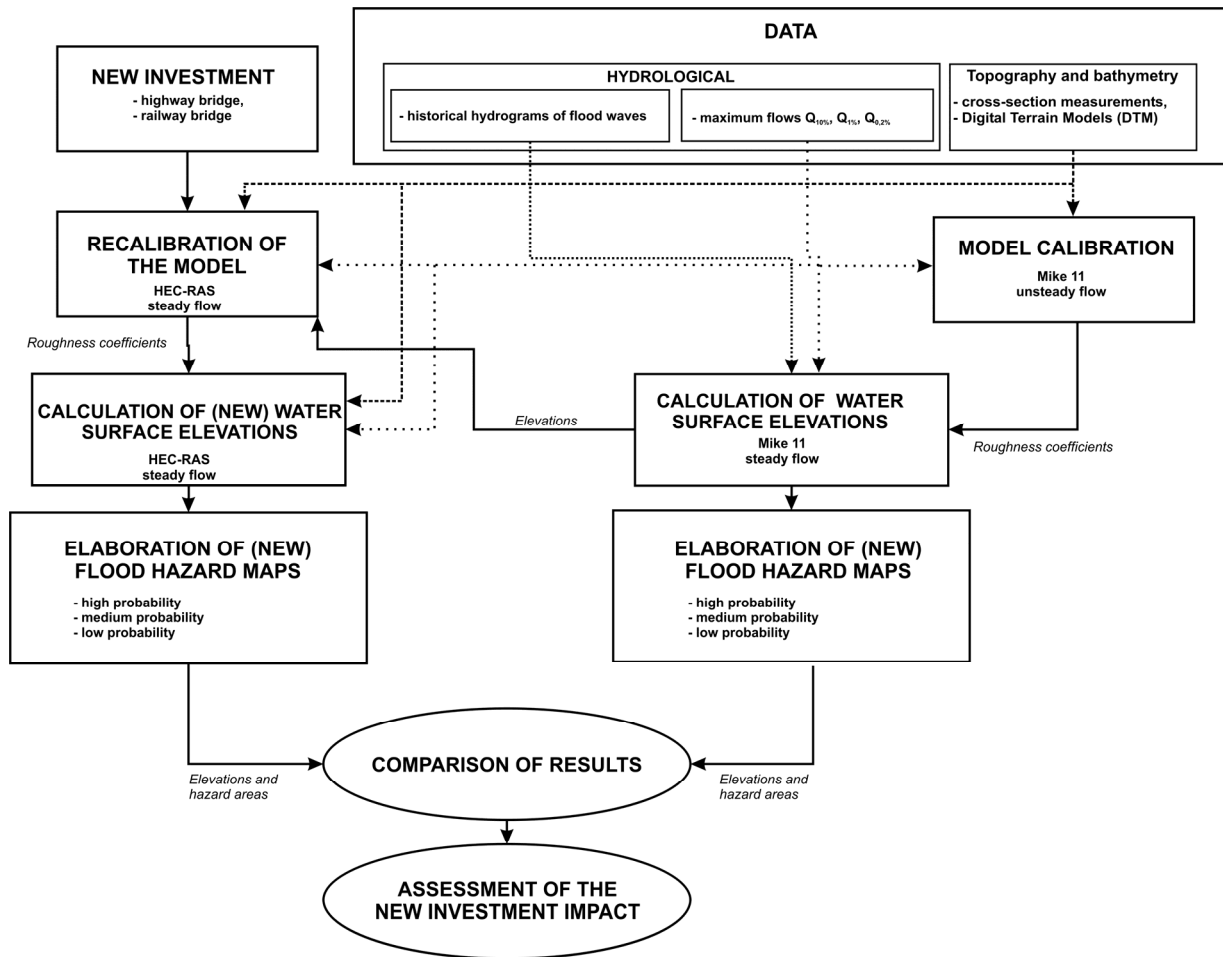 DATA
NEW INVESTMENT
- highway bridge,
- railway bridge
HYDROLOGICAL
- historical hydrograms of flood waves
- maximum flows Q10%, Q1%, Q0,2%
Topography and bathymetry
- cross-section measurements,
- Digital Terrain Models (DTM)
RECALIBRATION OF
THE MODEL
HEC-RAS
steady flow
MODEL CALIBRATION
Mike 11
unsteady flow
Roughness coefficients
CALCULATION OF (NEW) WATER
SURFACE ELEVATIONS
HEC-RAS
steady flow
Elevations
CALCULATION OF WATER
SURFACE ELEVATIONS
Mike 11
steady flow
Roughness coefficients
ELABORATION OF (NEW)
FLOOD HAZARD MAPS
- high probability
- medium probability
- low probability
ELABORATION OF (NEW)
FLOOD HAZARD MAPS
- high probability
- medium probability
- low probability
COMPARISON OF RESULTS
Elevations and
hazard areas
Elevations and
hazard areas
ASSESSMENT OF THE
NEW INVESTMENT IMPACT